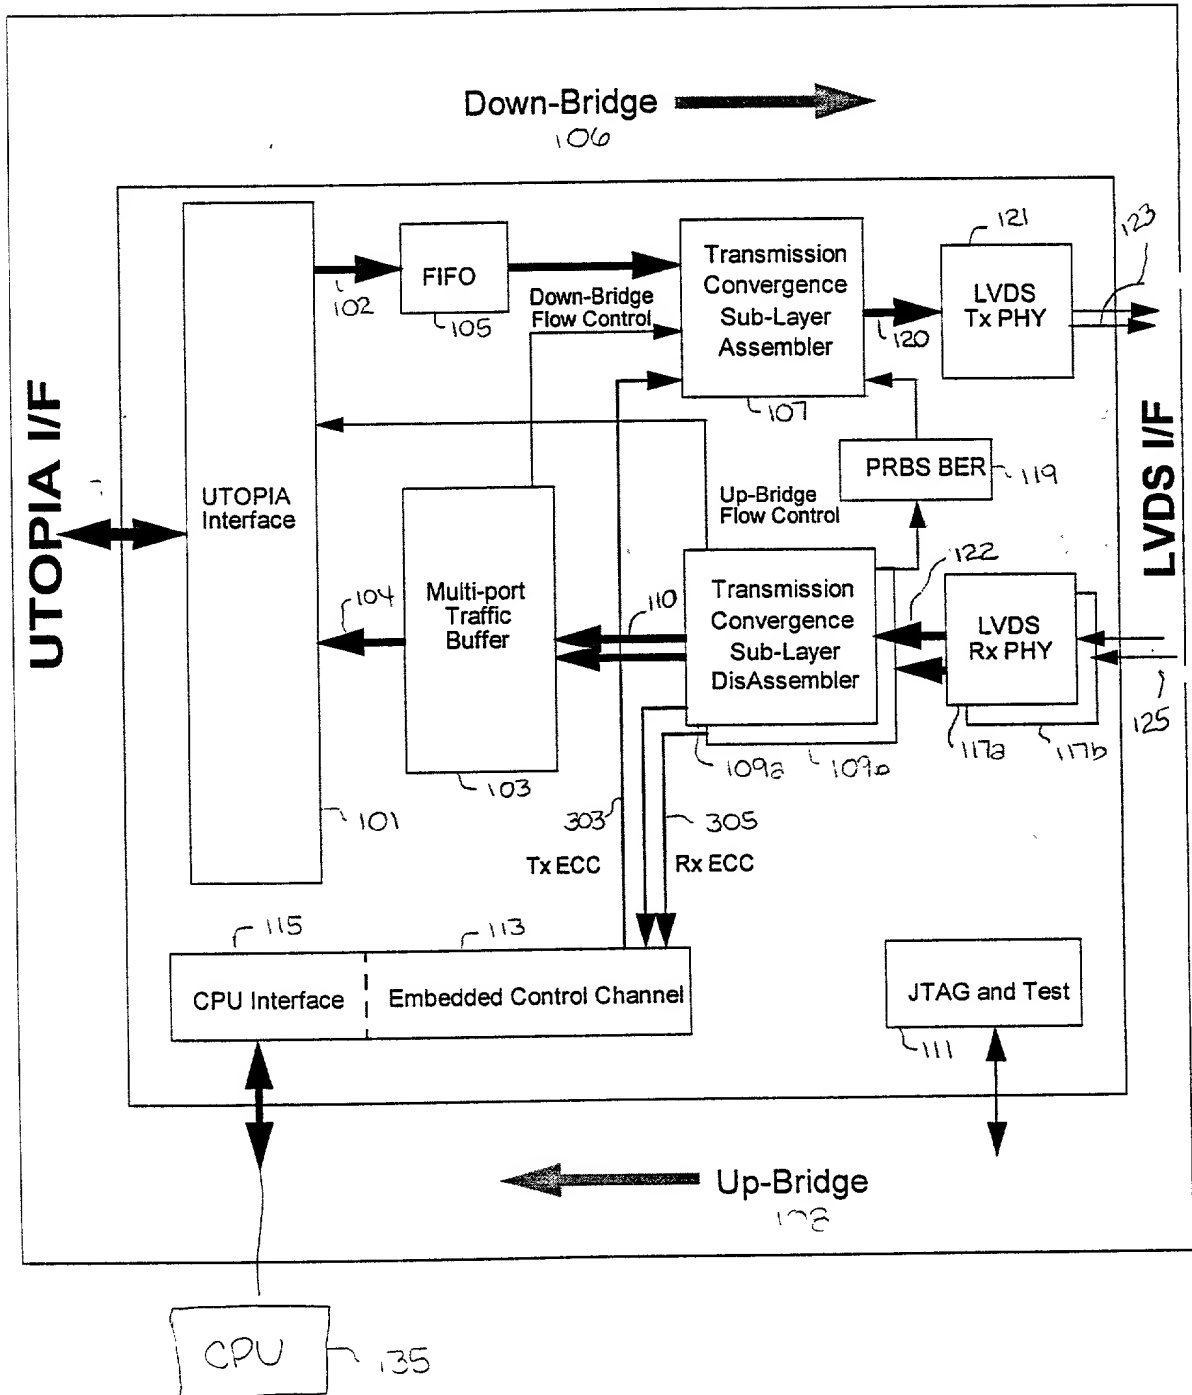 Down-Bridge
106
121
123
Transmission
Convergence
Sub-Layer
Assembler
LVDS
Tx PHY
FIFO
102
105
Down-Bridge
Flow Control
120
107
UTOPIA I/F
LVDS I/F
PRBS BER
119
UTOPIA
Interface
Up-Bridge
Flow Control
122
104
Multi-port
Traffic
Buffer
110
Transmission
Convergence
Sub-Layer
DisAssembler
LVDS
Rx PHY
125
117a
117b
109a
109b
103
101
303
305
Tx ECC
Rx ECC
115
113
CPU Interface
Embedded Control Channel
JTAG and Test
111
Up-Bridge
CPU
135